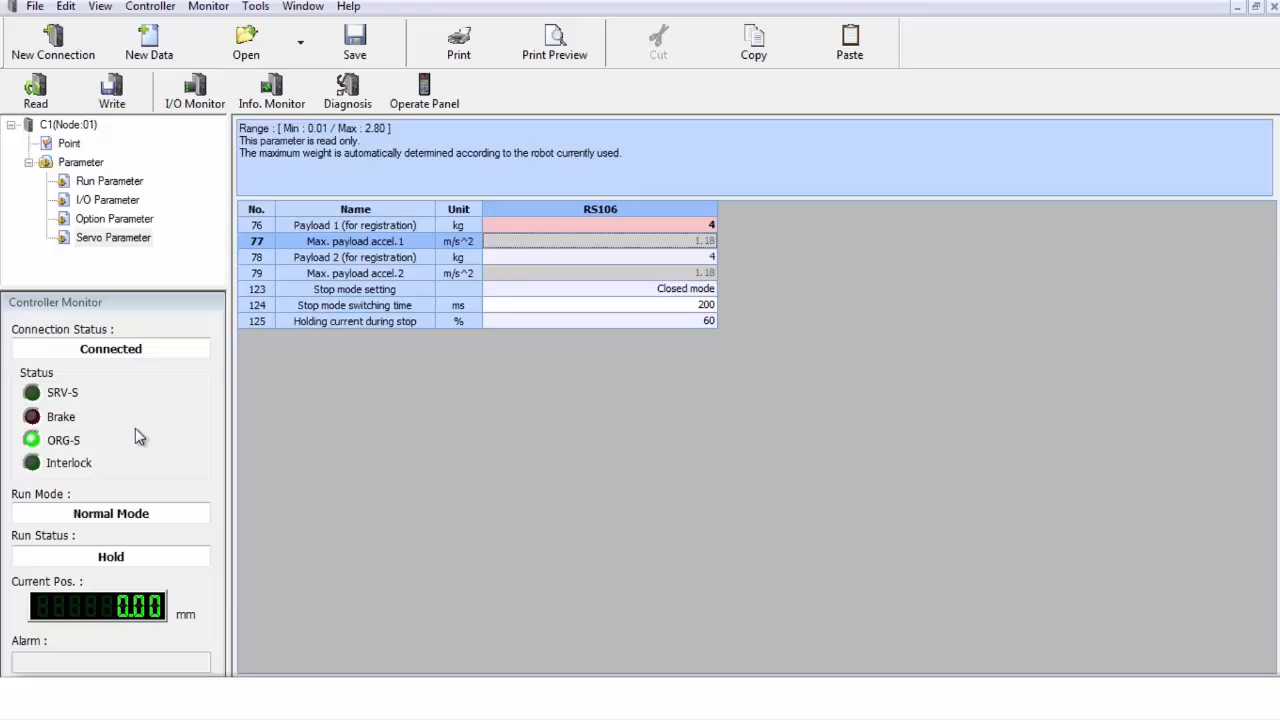 File Edit View Controller Monitor Tools Window Help
New Connection New Data Open Save Print Print Preview Cut Copy Paste
Read Write I/O Monitor Info. Monitor Diagnosis Operate Panel
C1(Node:01)
Point
Parameter
Run Parameter
I/O Parameter
Option Parameter
Servo Parameter
Controller Monitor
Connection Status :
Connected
Status
SRV-S
Brake
ORG-S
Interlock
Run Mode :
Normal Mode
Run Status :
Hold
Current Pos. :
0.00 mm
Alarm :
Range : [ Min : 0.01 / Max : 2.80 ]
This parameter is read only.
The maximum weight is automatically determined according to the robot currently used.
No. Name Unit RS106
76 Payload 1 (for registration) kg 4
77 Max. payload accel.1 m/s^2 1.18
78 Payload 2 (for registration) kg 4
79 Max. payload accel.2 m/s^2 1.18
123 Stop mode setting Closed mode
124 Stop mode switching time ms 200
125 Holding current during stop % 60